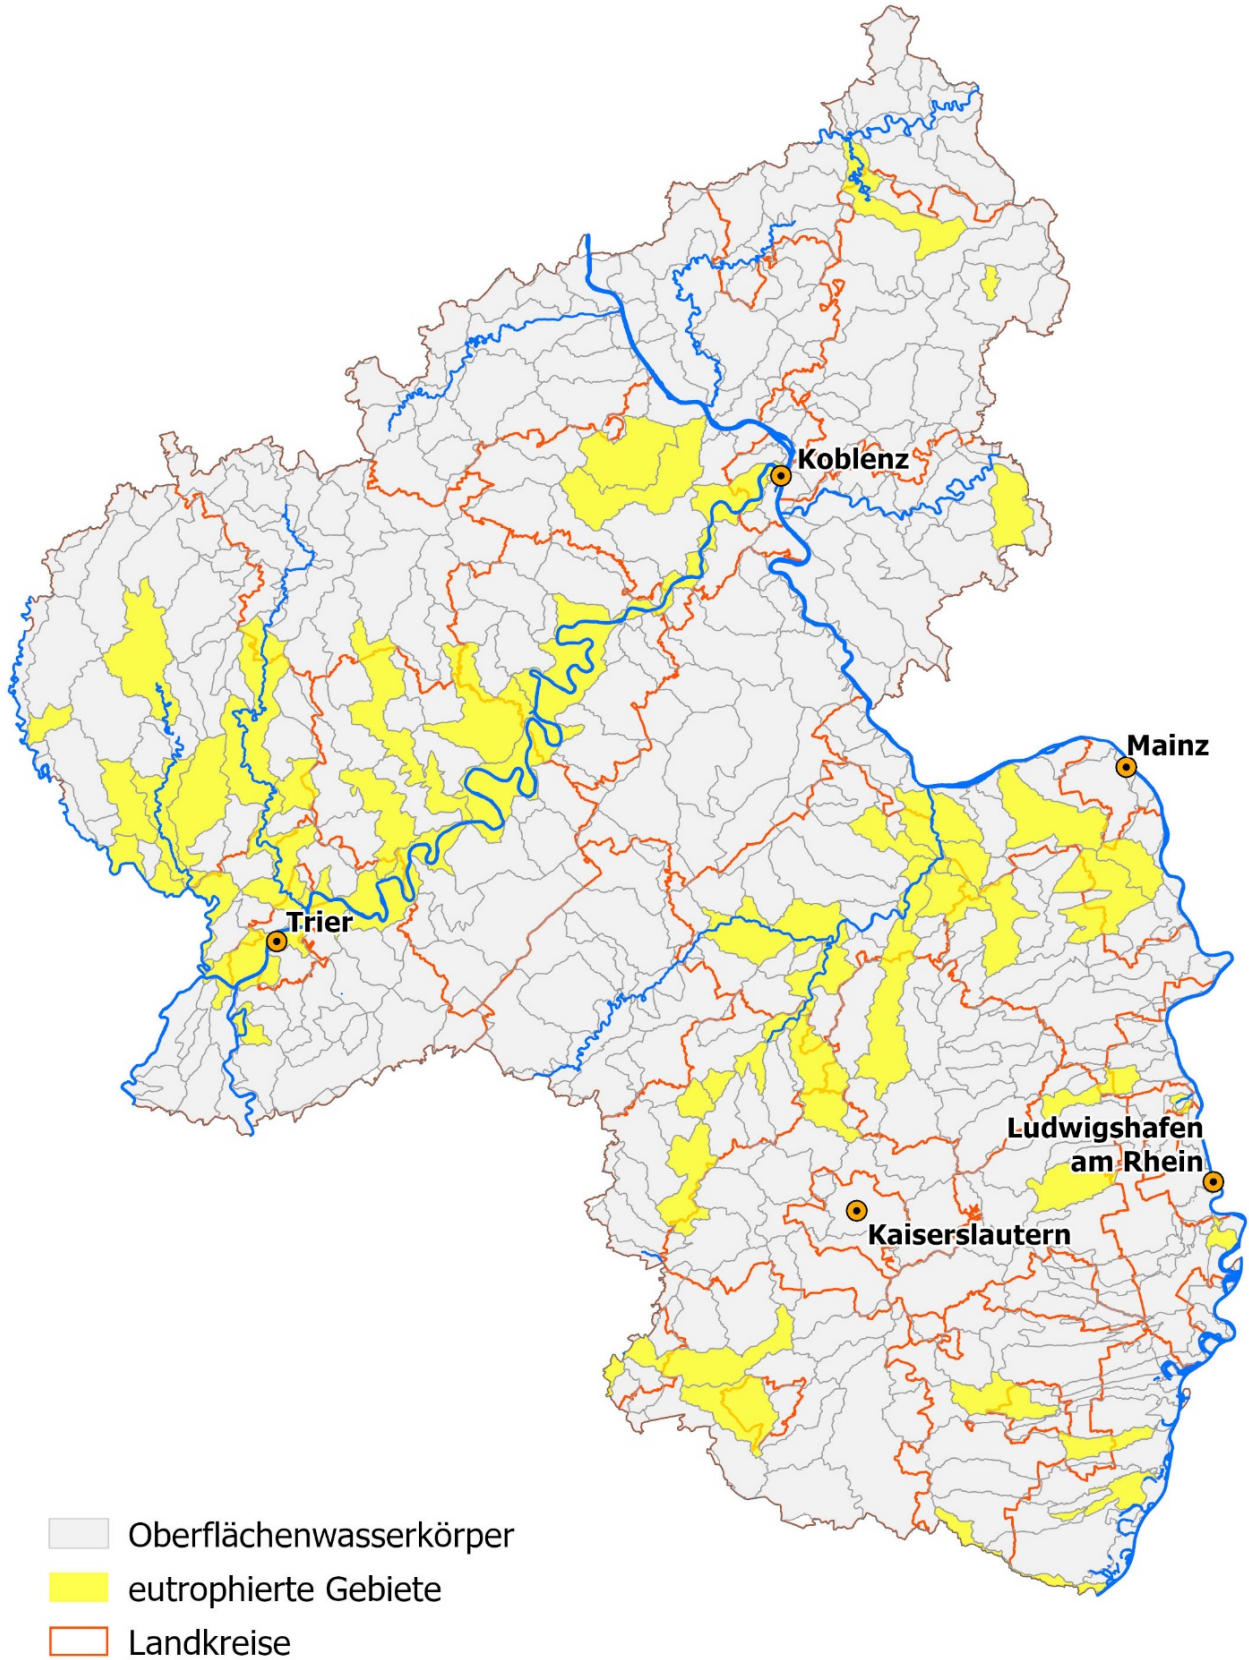 Koblenz
Mainz
Trier
Ludwigshafen
am Rhein
Kaiserslautern
Oberflächenwasserkörper
eutrophierte Gebiete
Landkreise